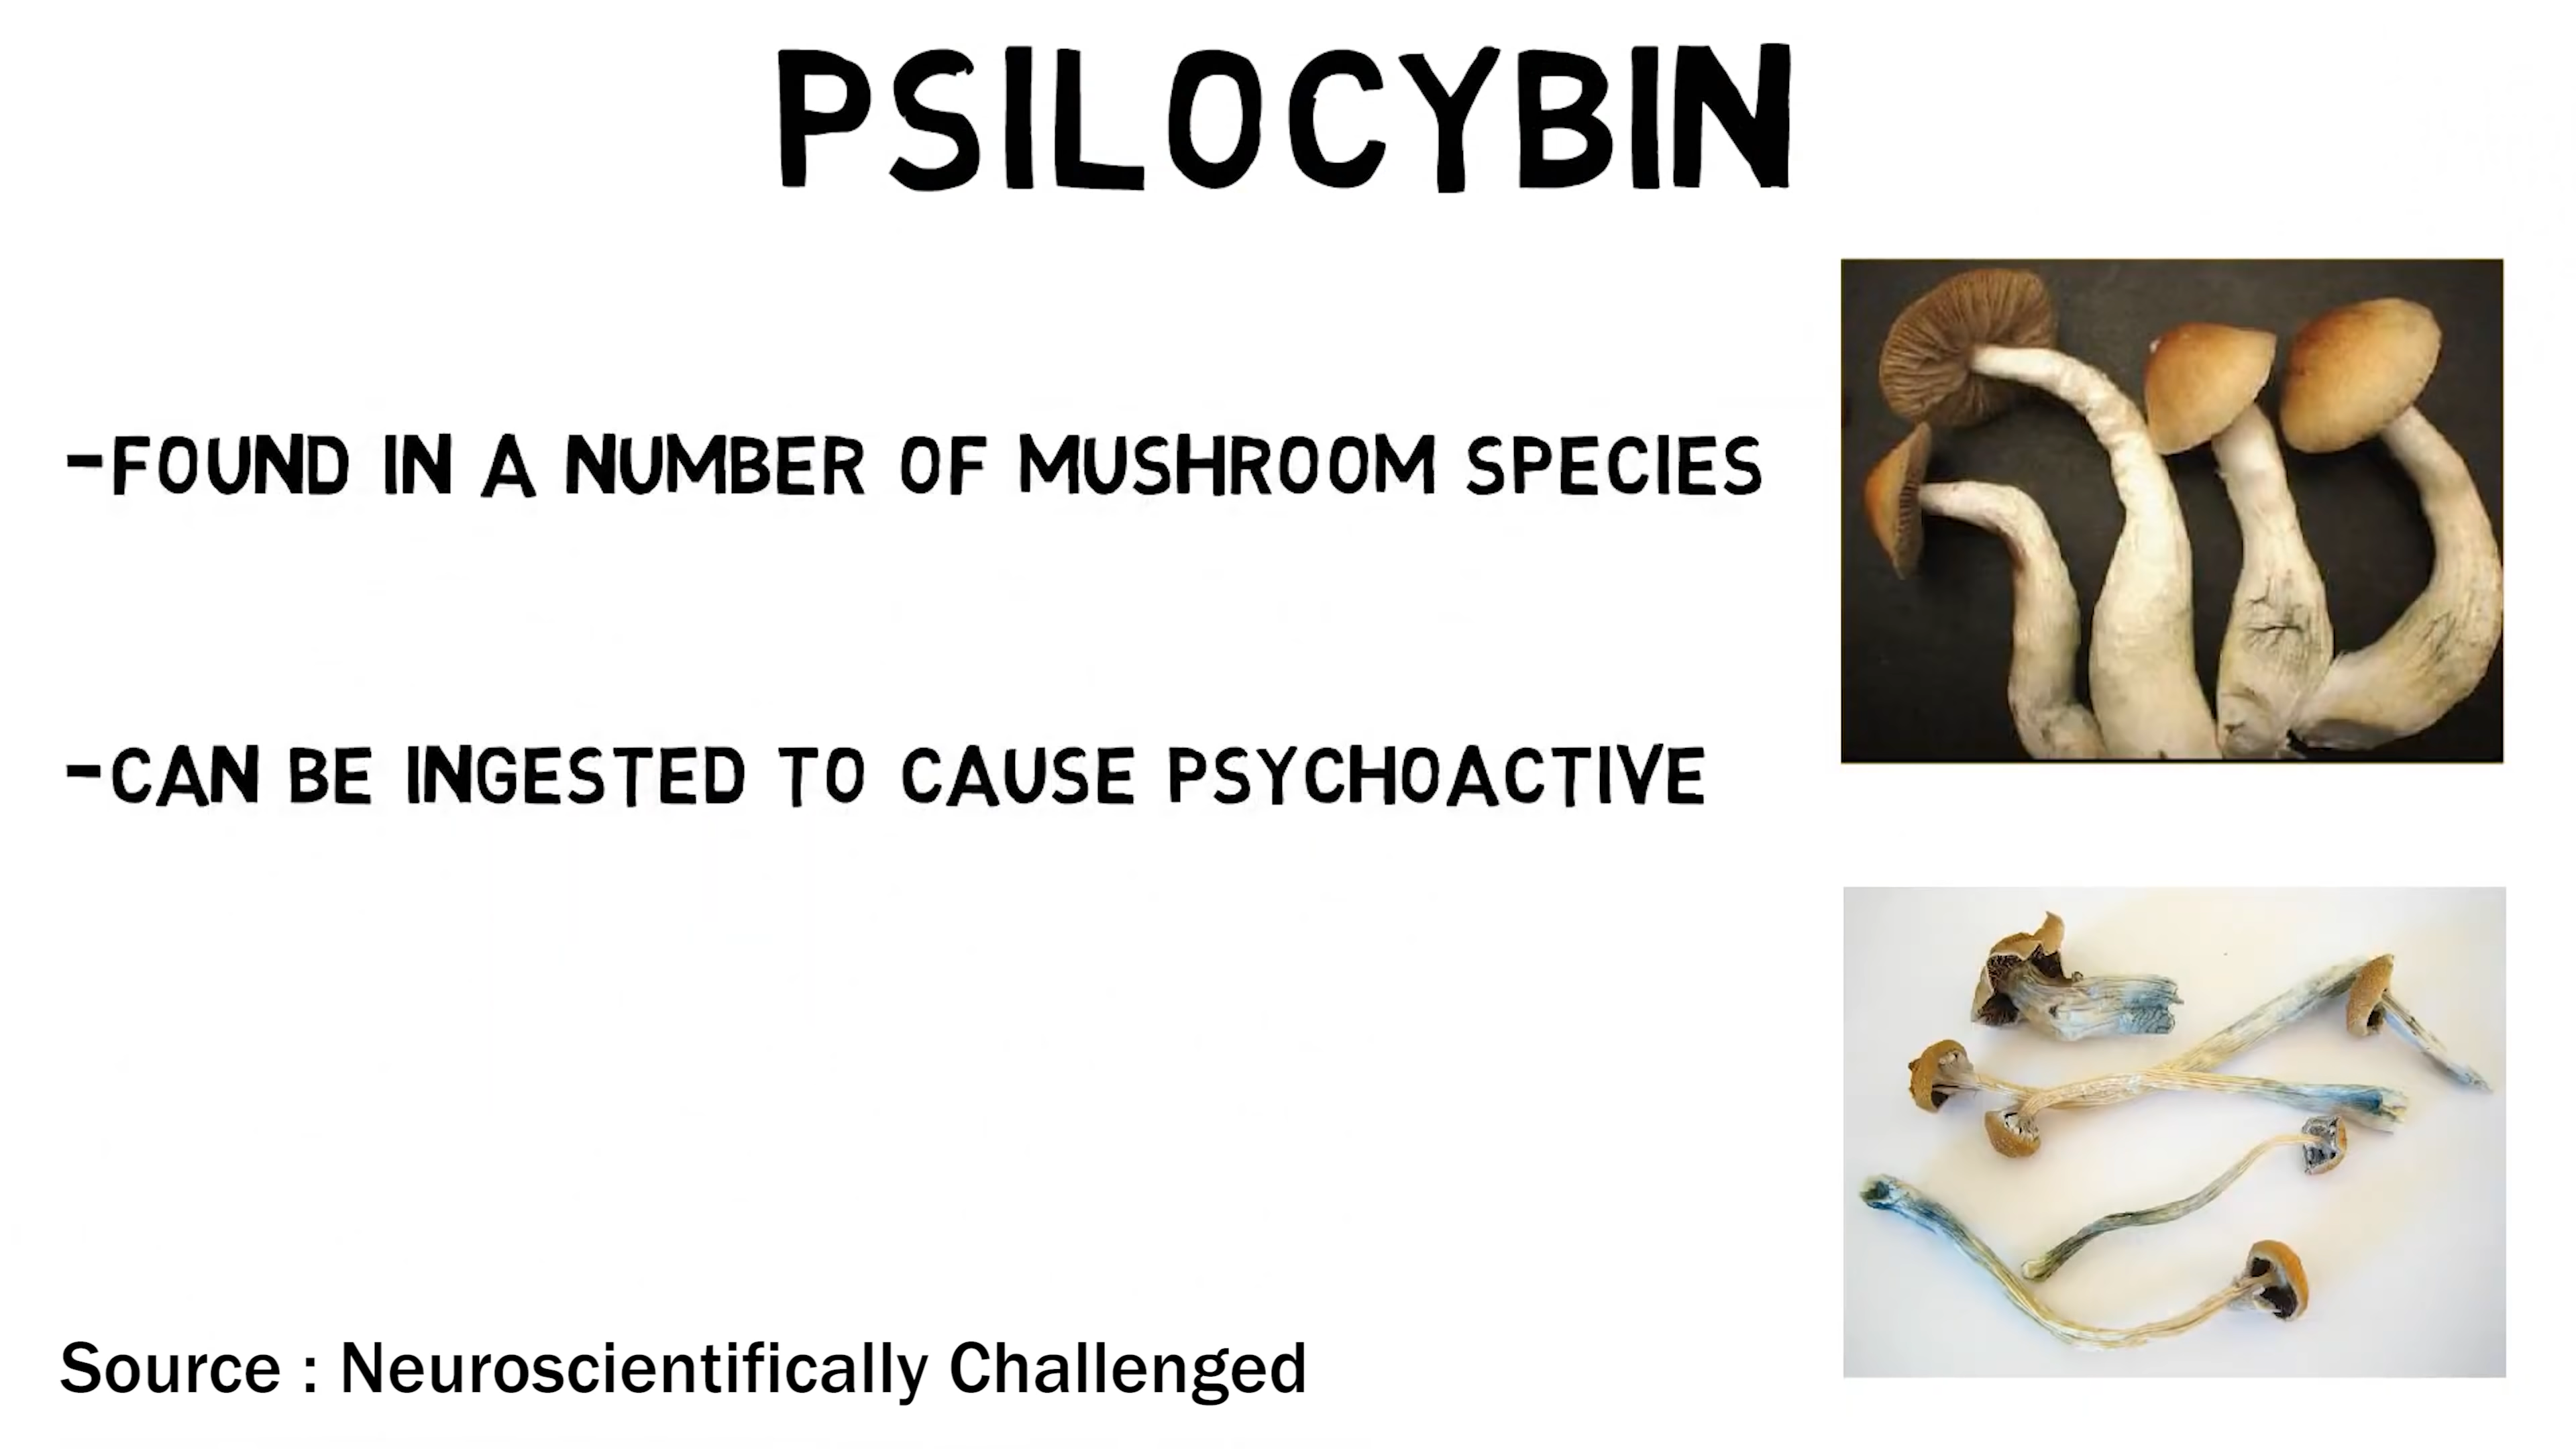 PSILOCYBIN
-FOUND IN A NUMBER OF MUSHROOM SPECIES
-CAN BE INGESTED TO CAUSE PSYCHOACTIVE
Source : Neuroscientifically Challenged